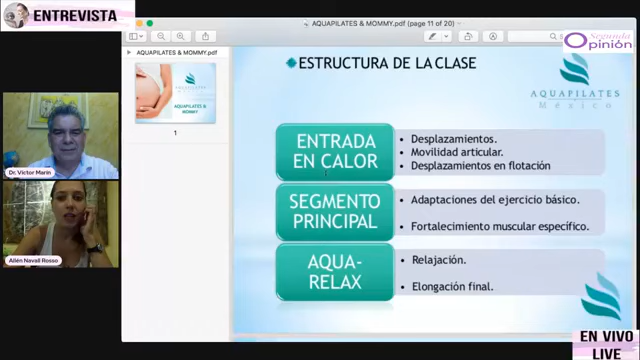 ENTREVISTA
AQUAPILATES & MOMMY.pdf (page 11 of 20)
Segunda
Opinión
AQUAPILATES & MOMMY.pdf
AQUAPILATES &
MOMMY
1
ESTRUCTURA DE LA CLASE
AQUAPILATES
México
ENTRADA
EN CALOR
• Desplazamientos.
• Movilidad articular.
• Desplazamientos en flotación
SEGMENTO
PRINCIPAL
• Adaptaciones del ejercicio básico.
• Fortalecimiento muscular específico.
AQUA-
RELAX
• Relajación.
• Elongación final.
Dr. Víctor Marín
Ailén Navall Rosso
EN VIVO
LIVE